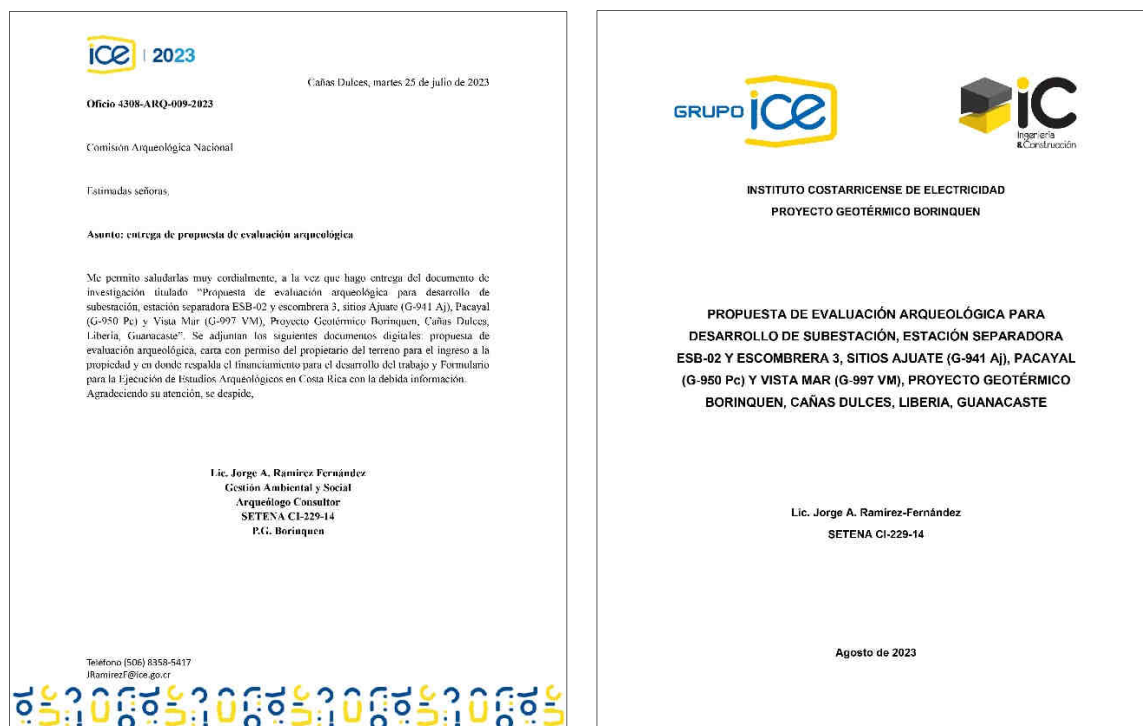 ice | 2023
Cañas Dulces, martes 25 de julio de 2023
Oficio 4308-ARQ-009-2023
Comisión Arqueológica Nacional
Estimadas señoras,
Asunto: entrega de propuesta de evaluación arqueológica
Me permito saludarlas muy cordialmente, a la vez que hago entrega del documento de
investigación titulado "Propuesta de evaluación arqueológica para desarrollo de
subestación, estación separadora ESB-02 y escombrera 3, sitios Ajuate (G-941 Aj), Pacayal
(G-950 Pc) y Vista Mar (G-997 VM), Proyecto Geotérmico Borinquen, Cañas Dulces,
Liberia, Guanacaste". Se adjuntan los siguientes documentos digitales: propuesta de
evaluación arqueológica, carta con permiso del propietario del terreno para el ingreso a la
propiedad y en donde respalda el financiamiento para el desarrollo del trabajo y Formulario
para la Ejecución de Estudios Arqueológicos en Costa Rica con la debida información.
Agradeciendo su atención, se despide,
Lic. Jorge A. Ramírez Fernández
Gestión Ambiental y Social
Arqueólogo Consultor
SETENA CI-229-14
P.G. Borinquen
Teléfono (506) 8358-5417
JRamirezF@ice.go.cr
GRUPO ice
iC
Ingeniería
&Construcción
INSTITUTO COSTARRICENSE DE ELECTRICIDAD
PROYECTO GEOTÉRMICO BORINQUEN
PROPUESTA DE EVALUACIÓN ARQUEOLÓGICA PARA
DESARROLLO DE SUBESTACIÓN, ESTACIÓN SEPARADORA
ESB-02 Y ESCOMBRERA 3, SITIOS AJUATE (G-941 Aj), PACAYAL
(G-950 Pc) Y VISTA MAR (G-997 VM), PROYECTO GEOTÉRMICO
BORINQUEN, CAÑAS DULCES, LIBERIA, GUANACASTE
Lic. Jorge A. Ramírez-Fernández
SETENA CI-229-14
Agosto de 2023